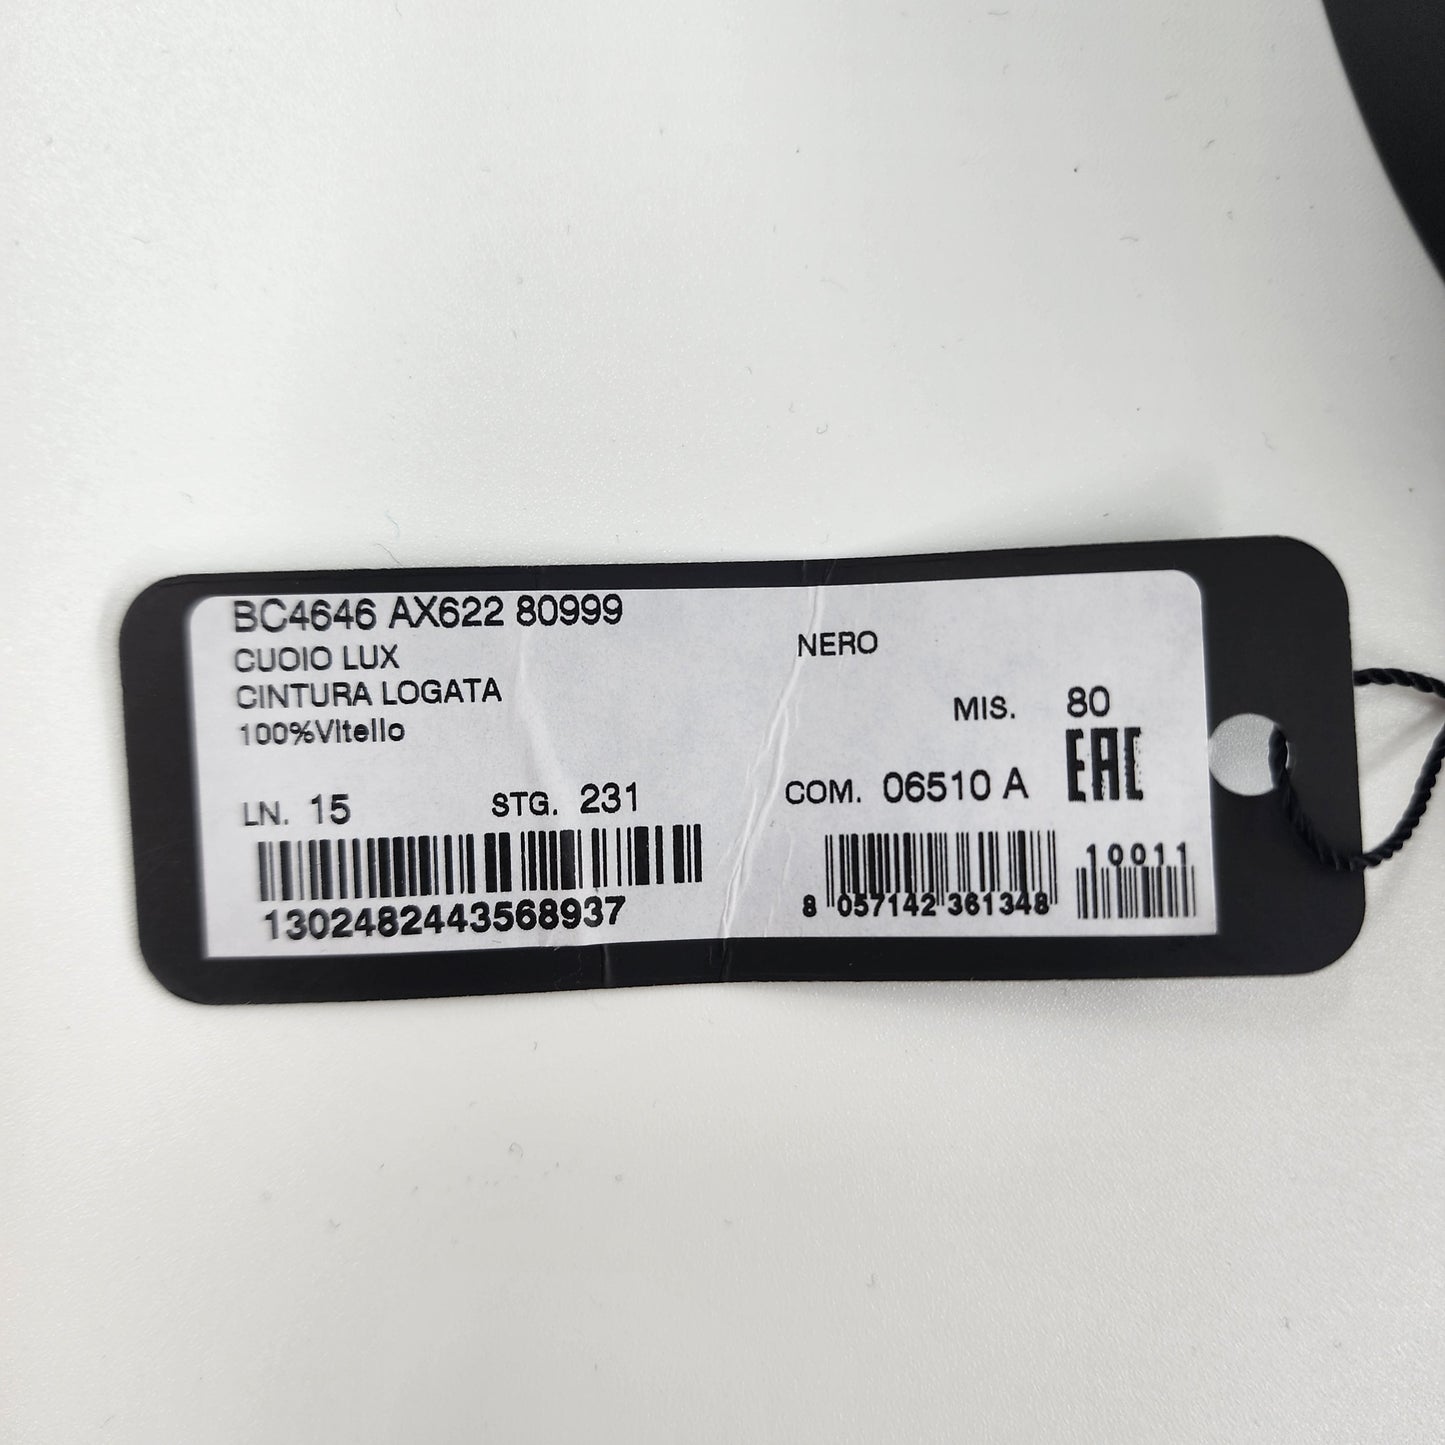 BC4646 AX622 80999
CUOIO LUX
NERO
CINTURA LOGATA
100%Vitello
MIS. 80
EAC
LN. 15 STG. 231 COM. 06510 A
1302482443568937
8 057142 361348
10011